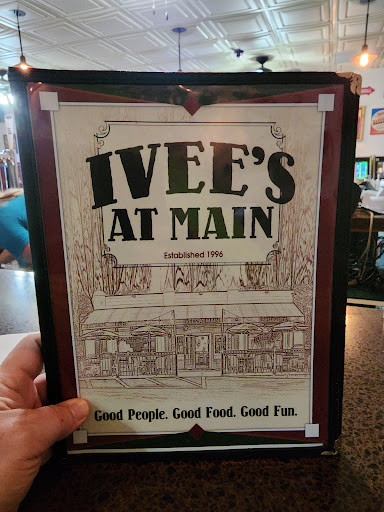 IVEE'S
AT MAIN
Established 1996
Good People. Good Food. Good Fun.